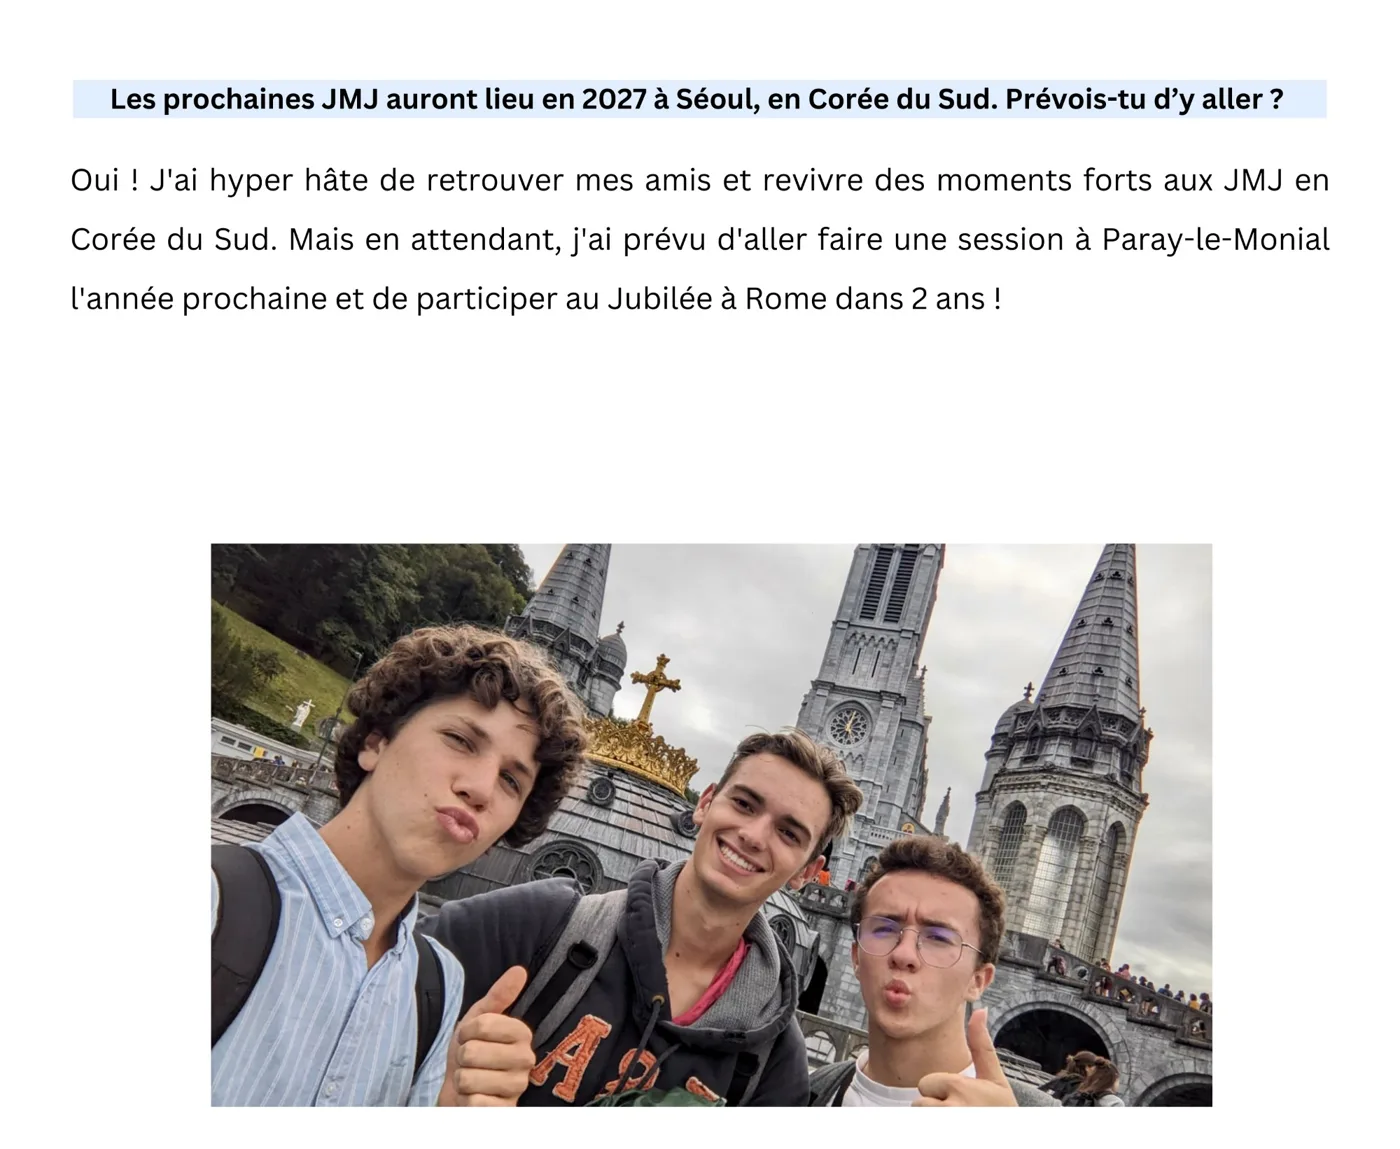 Les prochaines JMJ auront lieu en 2027 à Séoul, en Corée du Sud. Prévois-tu d’y aller ?
Oui ! J'ai hyper hâte de retrouver mes amis et revivre des moments forts aux JMJ en
Corée du Sud. Mais en attendant, j'ai prévu d'aller faire une session à Paray-le-Monial
l'année prochaine et de participer au Jubilée à Rome dans 2 ans !